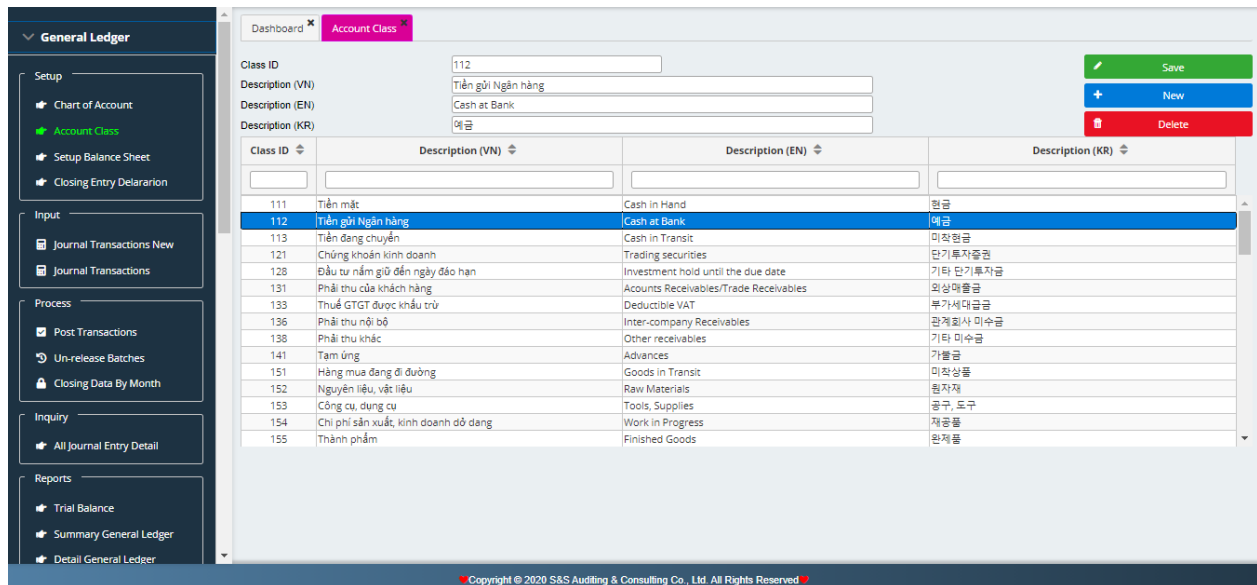 General Ledger
Dashboard Account Class
Setup
Chart of Account
Account Class
Setup Balance Sheet
Closing Entry Delararion
Input
Journal Transactions New
Journal Transactions
Process
Post Transactions
Un-release Batches
Closing Data By Month
Inquiry
All Journal Entry Detail
Reports
Trial Balance
Summary General Ledger
Detail General Ledger
Class ID 112
Description (VN) Tiền gửi Ngân hàng
Description (EN) Cash at Bank
Description (KR) 예금
Save
New
Delete
Class ID Description (VN) Description (EN) Description (KR)
111 Tiền mặt Cash in Hand 현금
112 Tiền gửi Ngân hàng Cash at Bank 예금
113 Tiền đang chuyển Cash in Transit 미착현금
121 Chứng khoán kinh doanh Trading securities 단기투자증권
128 Đầu tư nắm giữ đến ngày đáo hạn Investment hold until the due date 기타 단기투자금
131 Phải thu của khách hàng Acounts Receivables/Trade Receivables 외상매출금
133 Thuế GTGT được khấu trừ Deductible VAT 부가세대급금
136 Phải thu nội bộ Inter-company Receivables 관계회사 미수금
138 Phải thu khác Other receivables 기타 미수금
141 Tạm ứng Advances 가불금
151 Hàng mua đang đi đường Goods in Transit 미착상품
152 Nguyên liệu, vật liệu Raw Materials 원자재
153 Công cụ, dụng cụ Tools, Supplies 공구, 도구
154 Chi phí sản xuất, kinh doanh dở dang Work in Progress 재공품
155 Thành phẩm Finished Goods 완제품
Copyright © 2020 S&S Auditing & Consulting Co., Ltd. All Rights Reserved